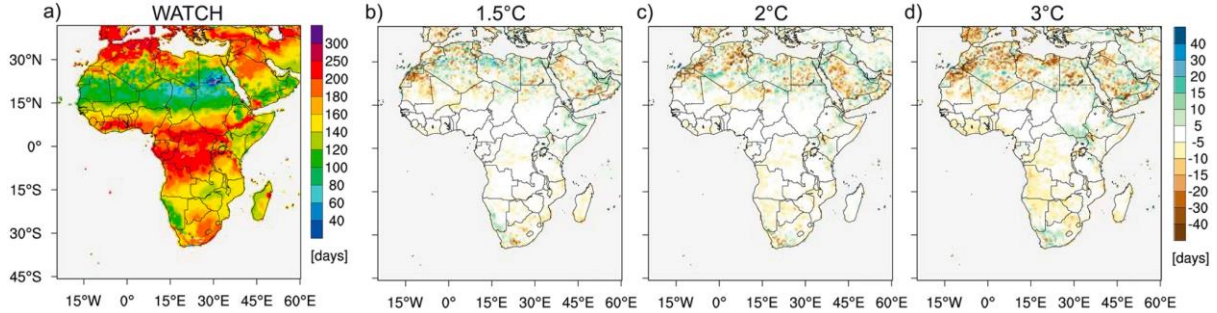 a) WATCH
b) 1.5°C
c) 2°C
d) 3°C
30°N
15°N
0°
15°S
30°S
45°S
15°W 0° 15°E 30°E 45°E 60°E
300
250
200
180
160
140
120
100
80
60
40
[days]
15°W 0° 15°E 30°E 45°E 60°E
15°W 0° 15°E 30°E 45°E 60°E
15°W 0° 15°E 30°E 45°E 60°E
40
30
20
15
10
5
-5
-10
-15
-20
-30
-40
[days]